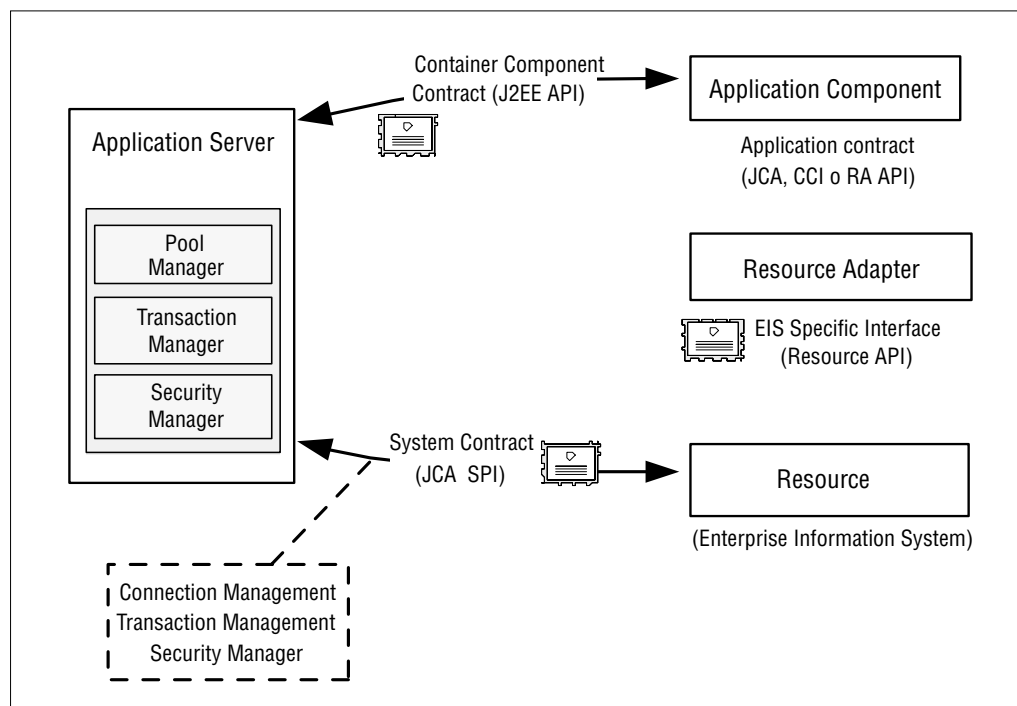 Container Component
Contract (J2EE API)
Application Component
Application Server
Application contract
(JCA, CCI o RA API)
Pool
Manager
Resource Adapter
Transaction
Manager
EIS Specific Interface
(Resource API)
Security
Manager
System Contract
(JCA SPI)
Resource
(Enterprise Information System)
Connection Management
Transaction Management
Security Manager